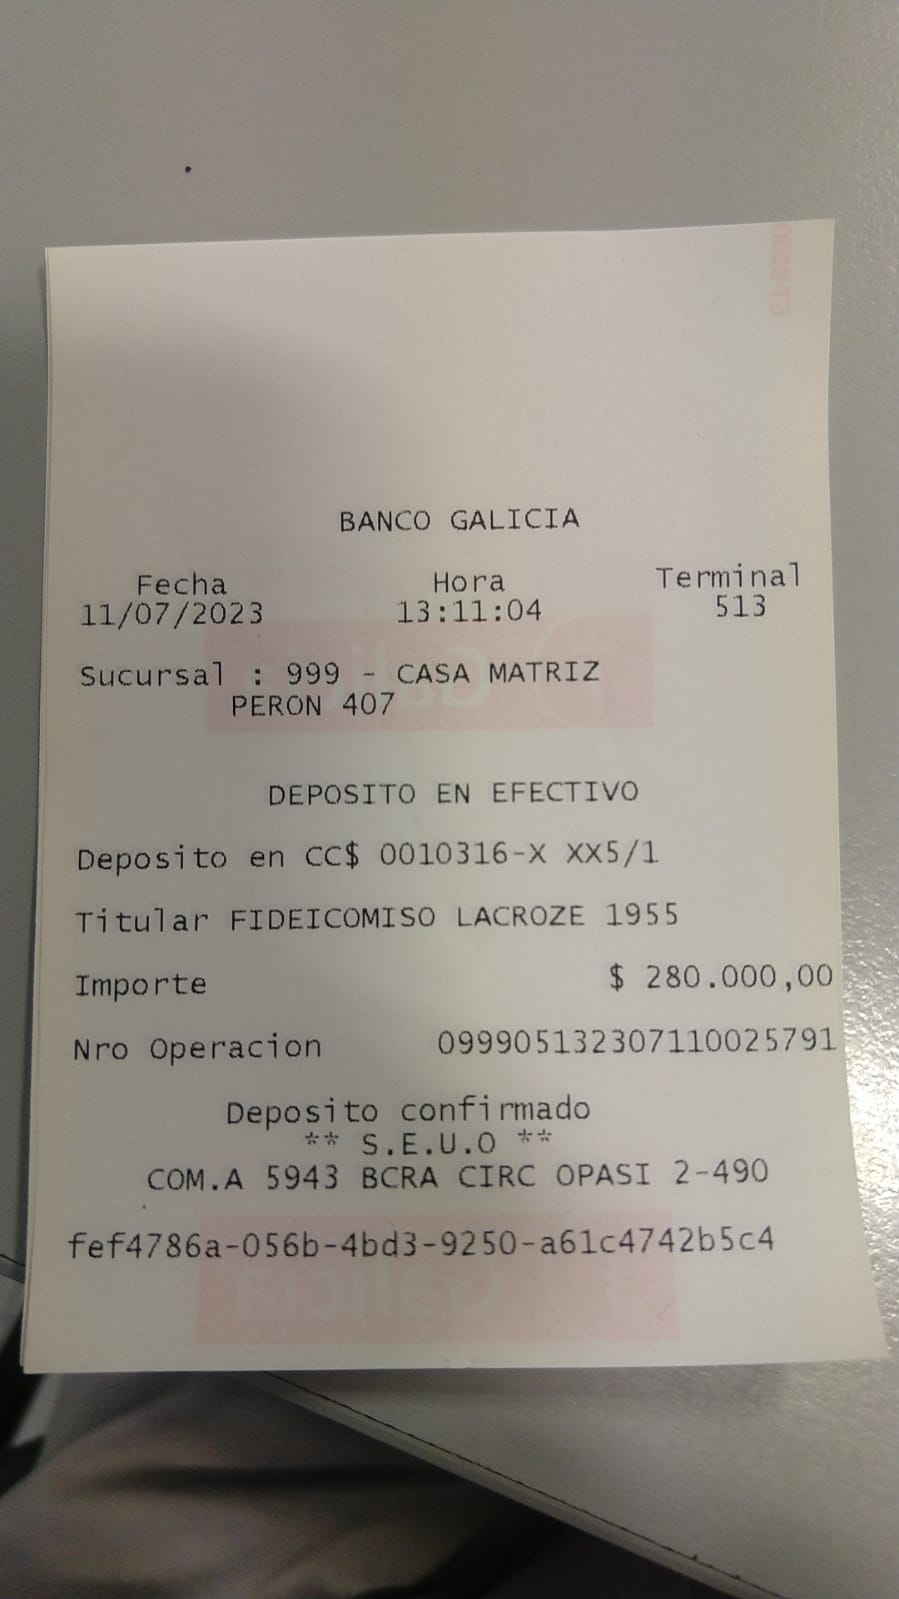 BANCO GALICIA
Fecha Hora Terminal
11/07/2023 13:11:04 513
Sucursal : 999 - CASA MATRIZ
PERON 407
DEPOSITO EN EFECTIVO
Deposito en CC$ 0010316-X XX5/1
Titular FIDEICOMISO LACROZE 1955
Importe $ 280.000,00
Nro Operacion 099905132307110025791
Deposito confirmado
** S.E.U.O **
COM.A 5943 BCRA CIRC OPASI 2-490
fef4786a-056b-4bd3-9250-a61c4742b5c4
Galicia
Galicia